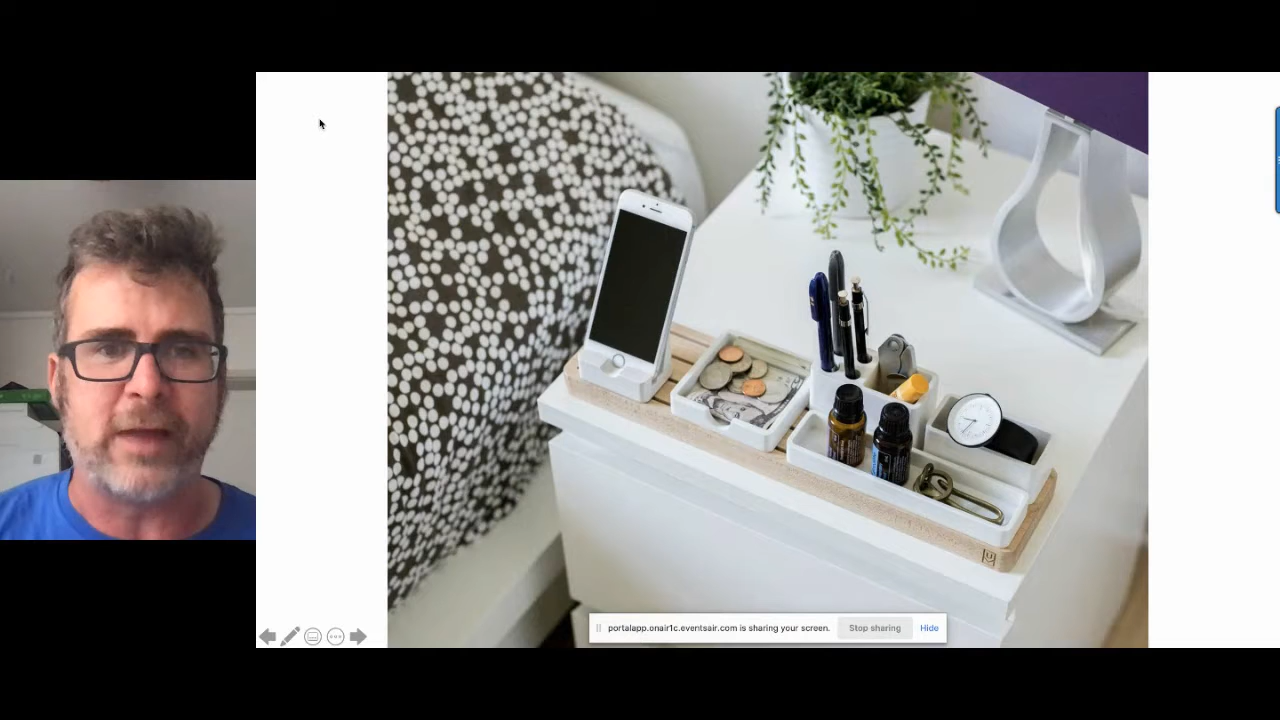 portalapp.onair1c.eventsair.com is sharing your screen.
Stop sharing
Hide